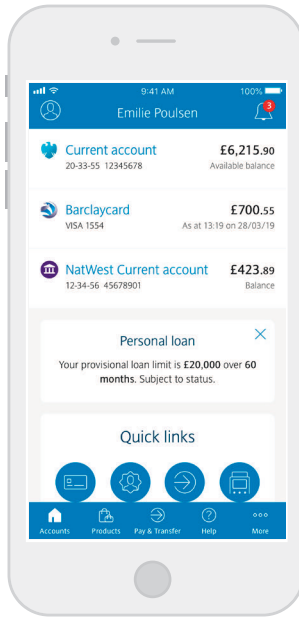 9:41 AM
100%
Emilie Poulsen
3
Current account £6,215.90
20-33-55 12345678 Available balance
Barclaycard £700.55
VISA 1554 As at 13:19 on 28/03/19
NatWest Current account £423.89
12-34-56 45678901 Balance
Personal loan
Your provisional loan limit is £20,000 over 60
months. Subject to status.
Quick links
Accounts Products Pay & Transfer Help More